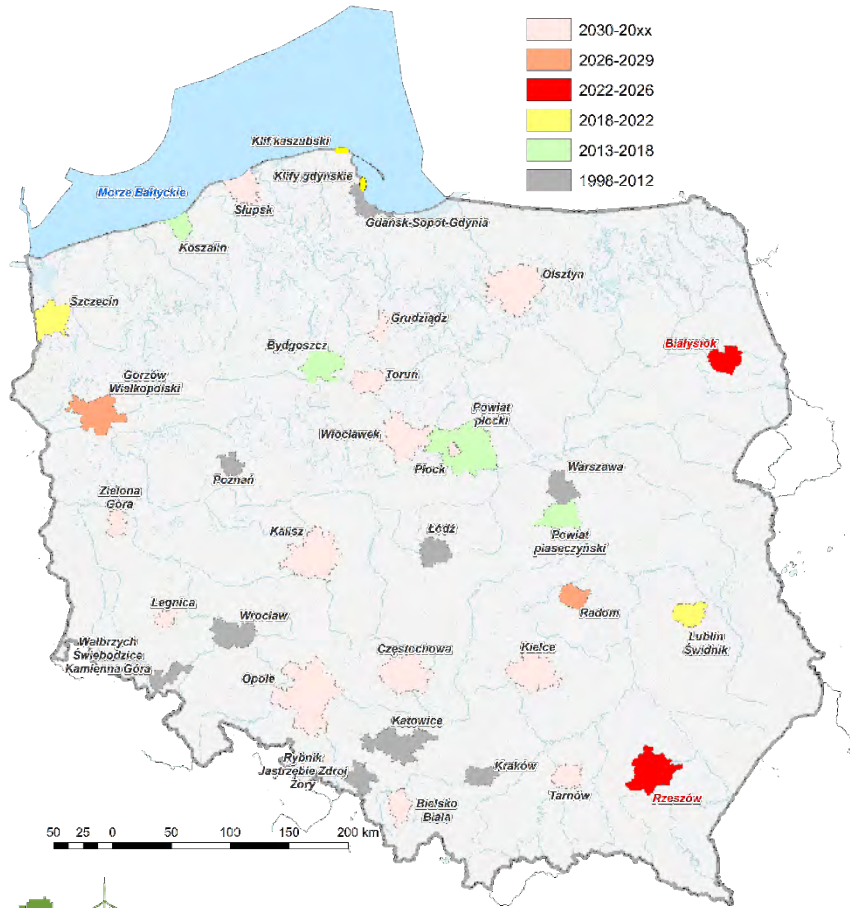 2030-20xx
2026-2029
2022-2026
2018-2022
2013-2018
1998-2012
Klif kaszubski
Klify gdyńskie
Morze Bałtyckie
Słupsk
Gdańsk-Sopot-Gdynia
Koszalin
Olsztyn
Szczecin
Grudziądz
Białystok
Bydgoszcz
Toruń
Gorzów
Wielkopolski
Powiat
płocki
Włocławek
Płock
Poznań
Warszawa
Zielona
Góra
Kalisz
Łódź
Powiat
piaseczyński
Legnica
Wrocław
Radom
Lublin
Świdnik
Wałbrzych
Świebodzice
Kamienna Góra
Częstochowa
Kielce
Opole
Katowice
Rybnik
Jastrzębie Zdrój
Żory
Kraków
Tarnów
Rzeszów
Bielsko
Biała
50 25 0 50 100 150 200 km